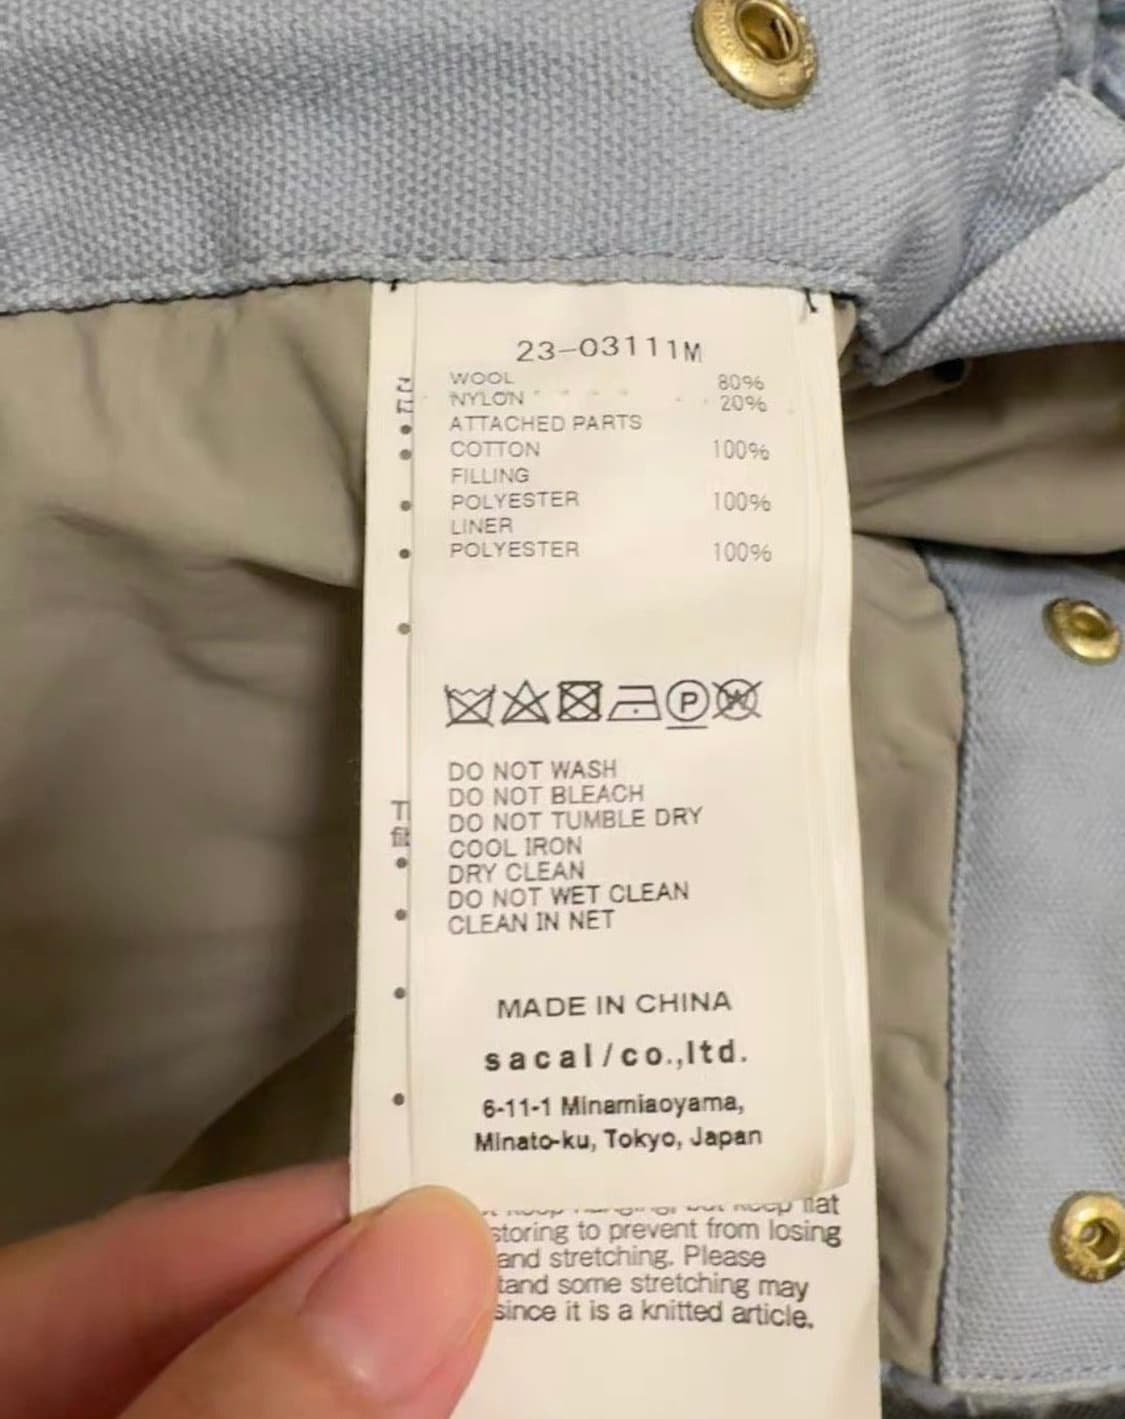 23-03111M
WOOL 80%
NYLON 20%
ATTACHED PARTS
COTTON 100%
FILLING
POLYESTER 100%
LINER
POLYESTER 100%
P W
DO NOT WASH
DO NOT BLEACH
DO NOT TUMBLE DRY
COOL IRON
DRY CLEAN
DO NOT WET CLEAN
CLEAN IN NET
MADE IN CHINA
sacai/co.,ltd.
6-11-1 Minamiaoyama,
Minato-ku, Tokyo, Japan
keep flat
storing to prevent from losing
and stretching. Please
tand some stretching may
since it is a knitted article.